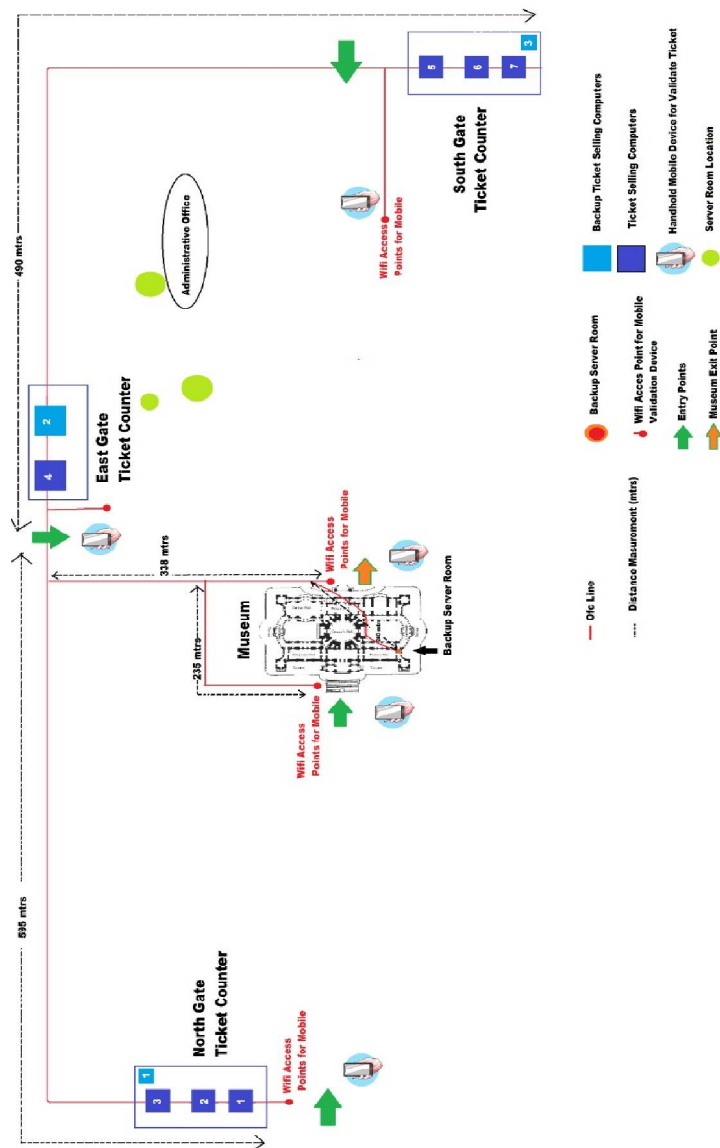 595 mtrs
490 mtrs
North Gate
Ticket Counter
3
2
1
1
Wifi Access
Points for Mobile
East Gate
Ticket Counter
4
2
338 mtrs
235 mtrs
Museum
Wifi Access
Points for Mobile
Wifi Access
Points for Mobile
Backup Server Room
Administrative Office
South Gate
Ticket Counter
5
6
7
3
Wifi Access
Points for Mobile
Ofc Line
Distance Masurement (mtrs)
Backup Server Room
Wifi Acces Point for Mobile
Validation Device
Entry Points
Museum Exit Point
Backup Ticket Selling Computers
Ticket Selling Computers
Handhold Mobile Device for Validate Ticket
Server Room Location